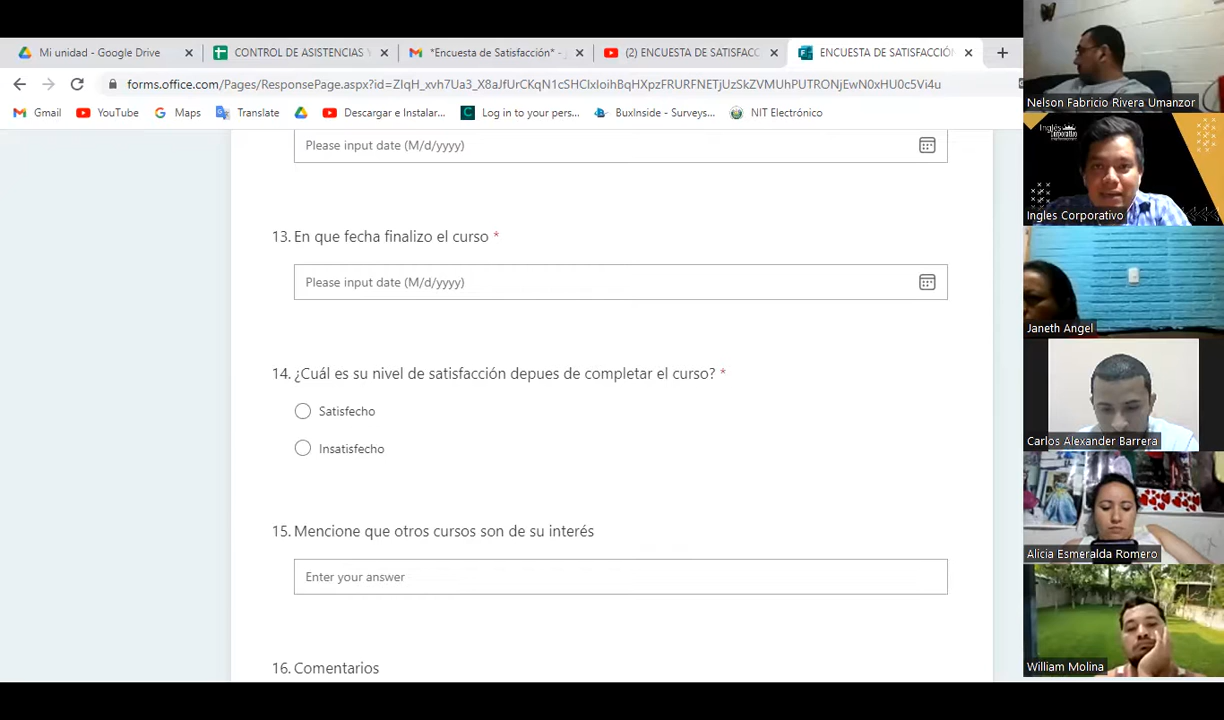 Mi unidad - Google Drive
CONTROL DE ASISTENCIAS Y
*Encuesta de Satisfacción* -
(2) ENCUESTA DE SATISFACC
ENCUESTA DE SATISFACCIÓN
forms.office.com/Pages/ResponsePage.aspx?id=ZIqH_xvh7Ua3_X8aJfUrCKqN1cSHCIxIoihBqHXpzFRURFNETjUzSkZVMUhPUTRONjEwN0xHU0c5Vi4u
Gmail
YouTube
Maps
Translate
Descargar e Instalar...
Log in to your pers...
BuxInside - Surveys...
NIT Electrónico
Please input date (M/d/yyyy)
13. En que fecha finalizo el curso *
Please input date (M/d/yyyy)
14. ¿Cuál es su nivel de satisfacción depues de completar el curso? *
Satisfecho
Insatisfecho
15. Mencione que otros cursos son de su interés
Enter your answer
16. Comentarios
Nelson Fabricio Rivera Umanzor
Inglés
Corporativo
Ingles Corporativo
Janeth Angel
Carlos Alexander Barrera
Alicia Esmeralda Romero
William Molina